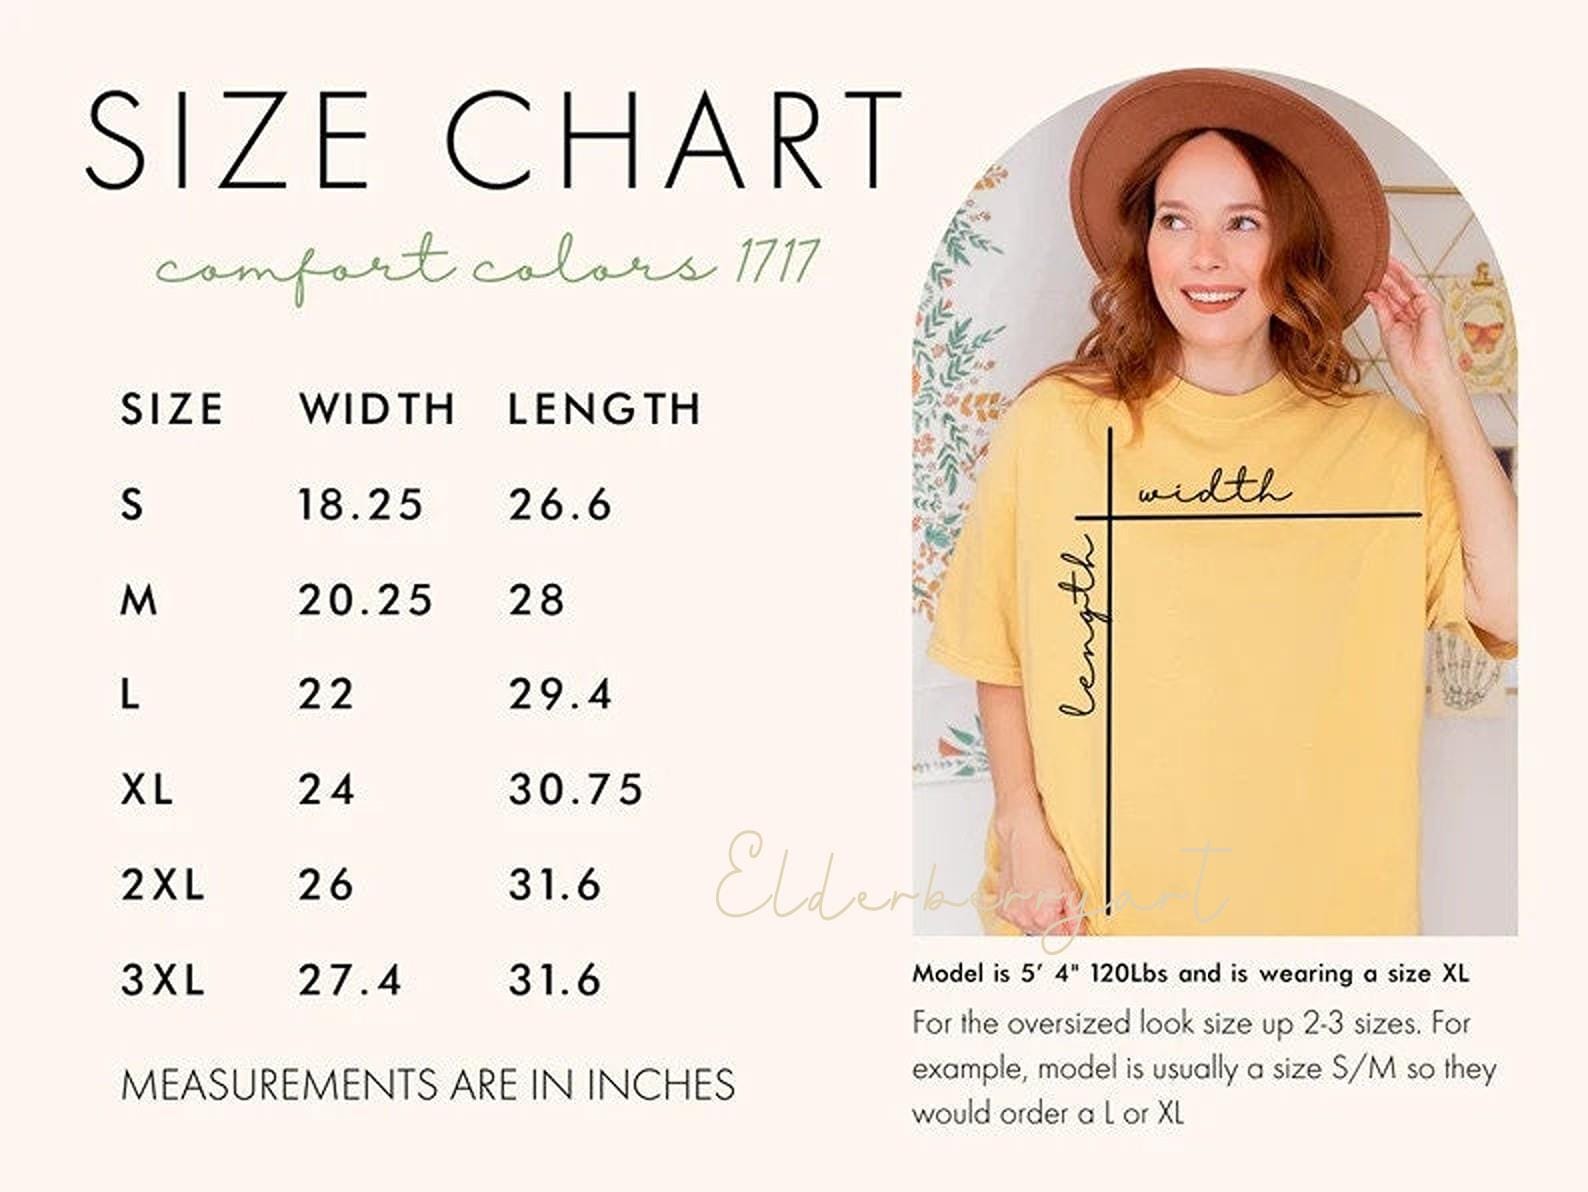 SIZE CHART
comfort colors 1717
SIZE WIDTH LENGTH
S 18.25 26.6
M 20.25 28
L 22 29.4
XL 24 30.75
2XL 26 31.6
3XL 27.4 31.6
MEASUREMENTS ARE IN INCHES
width
length
Elderberryart
Model is 5’ 4" 120Lbs and is wearing a size XL
For the oversized look size up 2-3 sizes. For
example, model is usually a size S/M so they
would order a L or XL